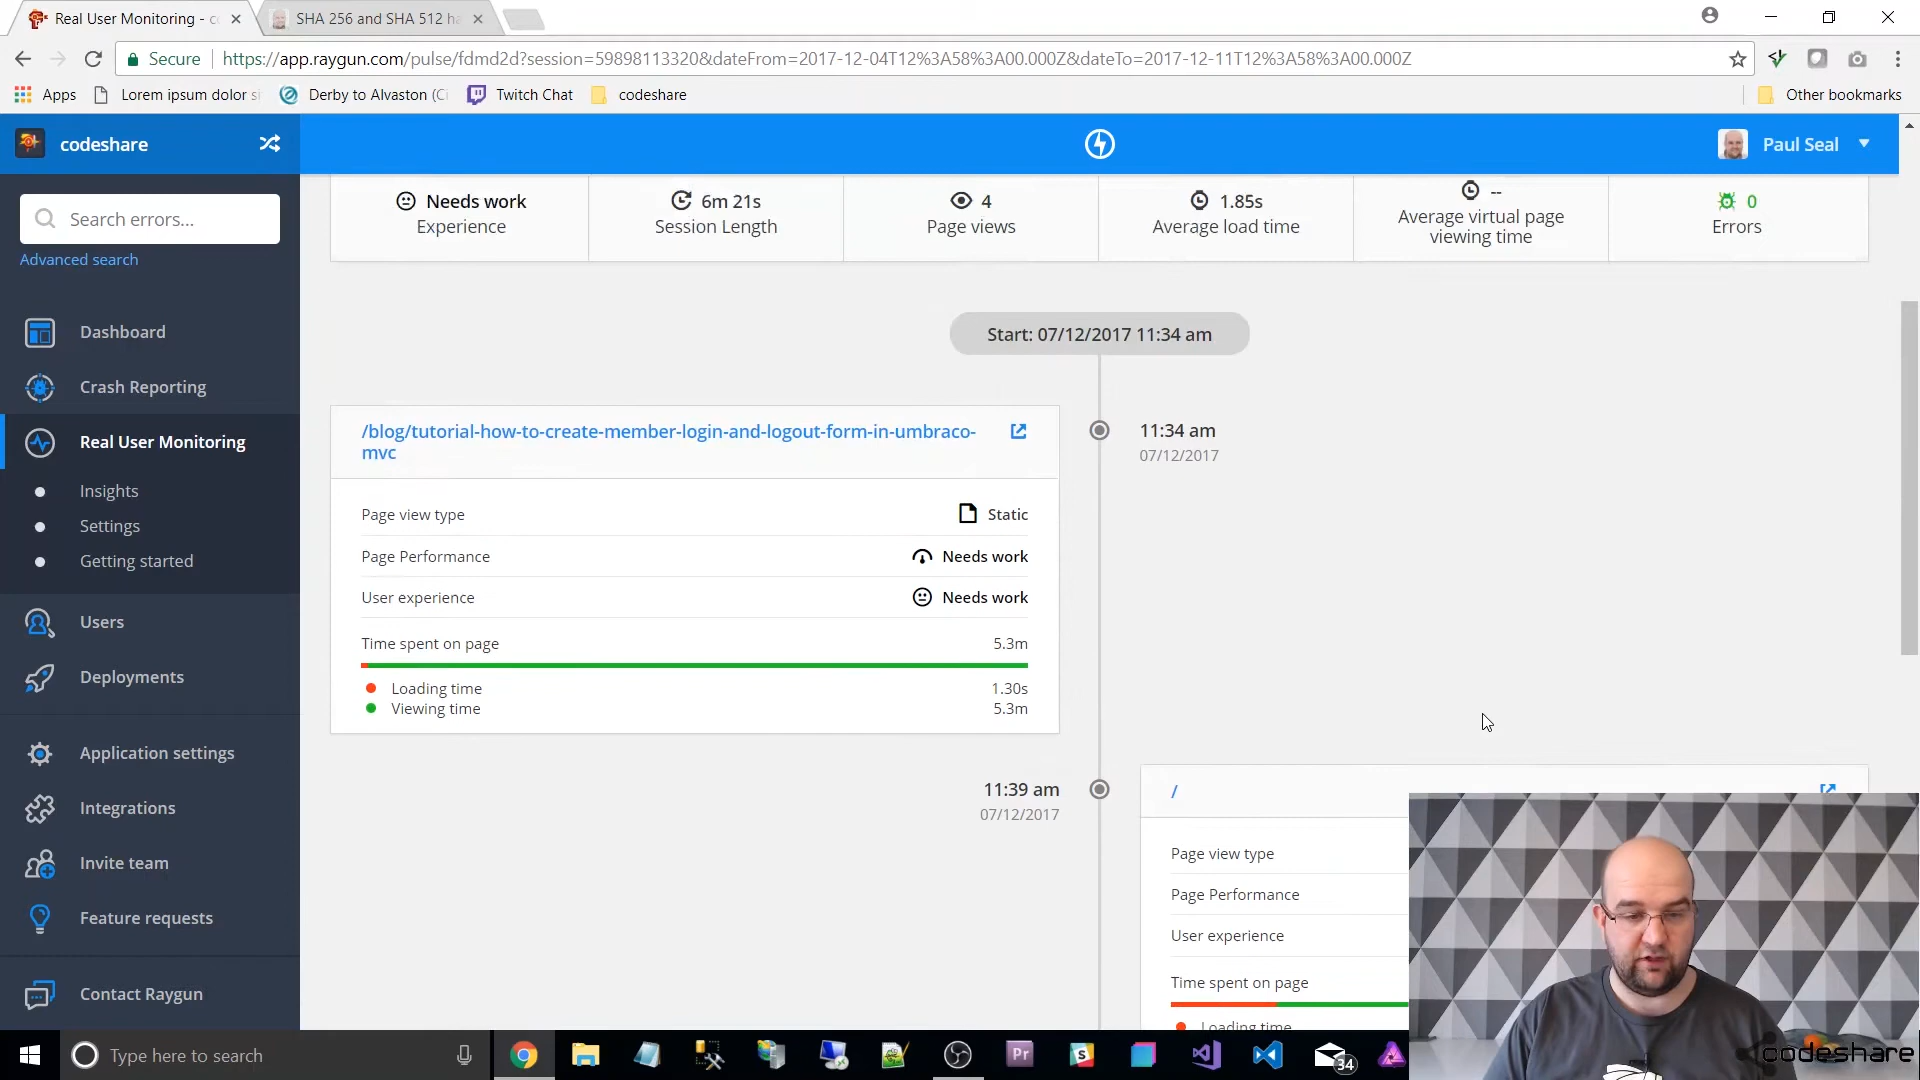 Real User Monitoring - co
SHA 256 and SHA 512 ha
Secure
https://app.raygun.com/pulse/fdmd2d?session=59898113320&dateFrom=2017-12-04T12%3A58%3A00.000Z&dateTo=2017-12-11T12%3A58%3A00.000Z
Apps
Lorem ipsum dolor si
Derby to Alvaston (Ci
Twitch Chat
codeshare
Other bookmarks
codeshare
Paul Seal
Search errors...
Advanced search
Dashboard
Crash Reporting
Real User Monitoring
Insights
Settings
Getting started
Users
Deployments
Application settings
Integrations
Invite team
Feature requests
Contact Raygun
Needs work
Experience
6m 21s
Session Length
4
Page views
1.85s
Average load time
--
Average virtual page
viewing time
0
Errors
Start: 07/12/2017 11:34 am
/blog/tutorial-how-to-create-member-login-and-logout-form-in-umbraco-
mvc
11:34 am
07/12/2017
Page view type Static
Page Performance Needs work
User experience Needs work
Time spent on page 5.3m
Loading time 1.30s
Viewing time 5.3m
11:39 am
07/12/2017
/
Page view type
Page Performance
User experience
Time spent on page
Loading time
Type here to search
Pr
S
34
codeshare